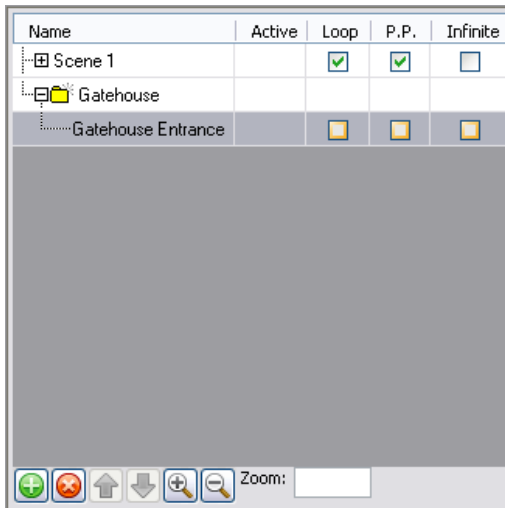 Name Active Loop P.P. Infinite
Scene 1
Gatehouse
Gatehouse Entrance
Zoom: